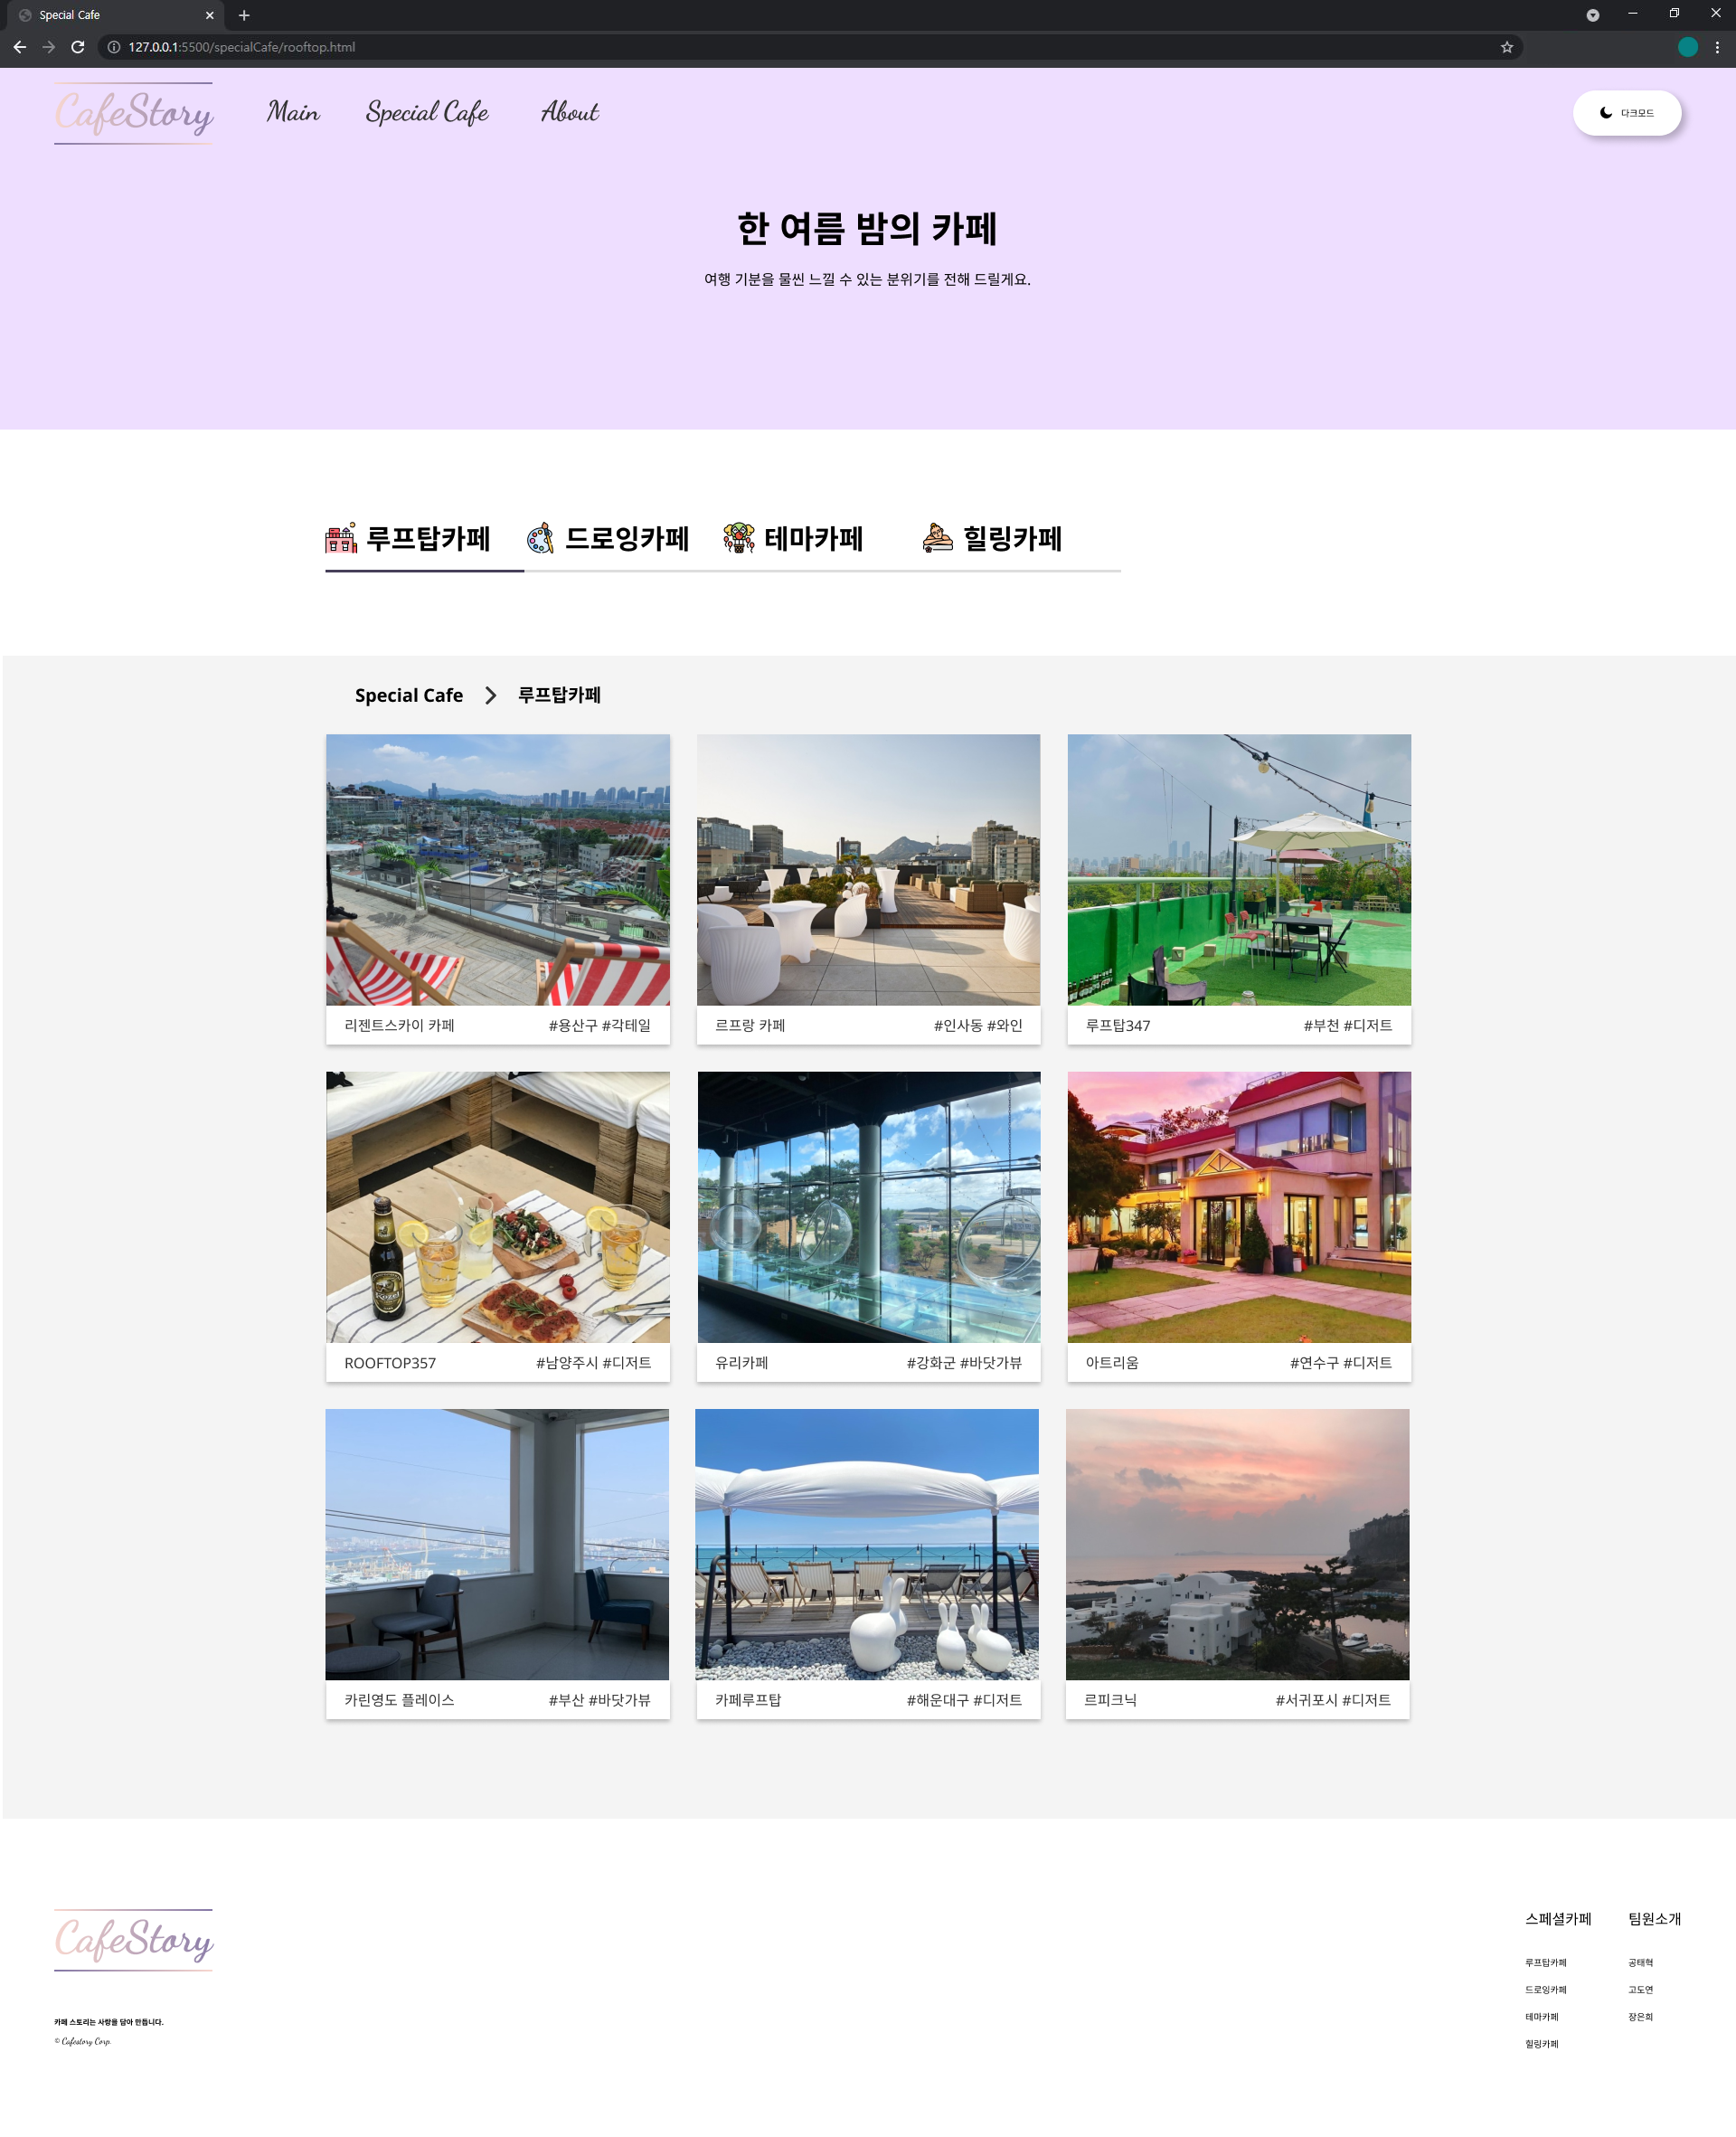 Special Cafe
127.0.0.1:5500/specialCafe/rooftop.html
CafeStory
Main
Special Cafe
About
다크모드
한 여름 밤의 카페
여행 기분을 물씬 느낄 수 있는 분위기를 전해 드릴게요.
루프탑카페
드로잉카페
테마카페
힐링카페
Special Cafe
루프탑카페
리젠트스카이 카페
#용산구 #각테일
르프랑 카페
#인사동 #와인
루프탑347
#부천 #디저트
Kozel
ROOFTOP357
#남양주시 #디저트
유리카페
#강화군 #바닷가뷰
아트리움
#연수구 #디저트
카린영도 플레이스
#부산 #바닷가뷰
카페루프탑
#해운대구 #디저트
르피크닉
#서귀포시 #디저트
CafeStory
카페 스토리는 사랑을 담아 만듭니다.
© Cafestory Corp.
스페셜카페
루프탑카페
드로잉카페
테마카페
힐링카페
팀원소개
공태혁
고도연
장은희